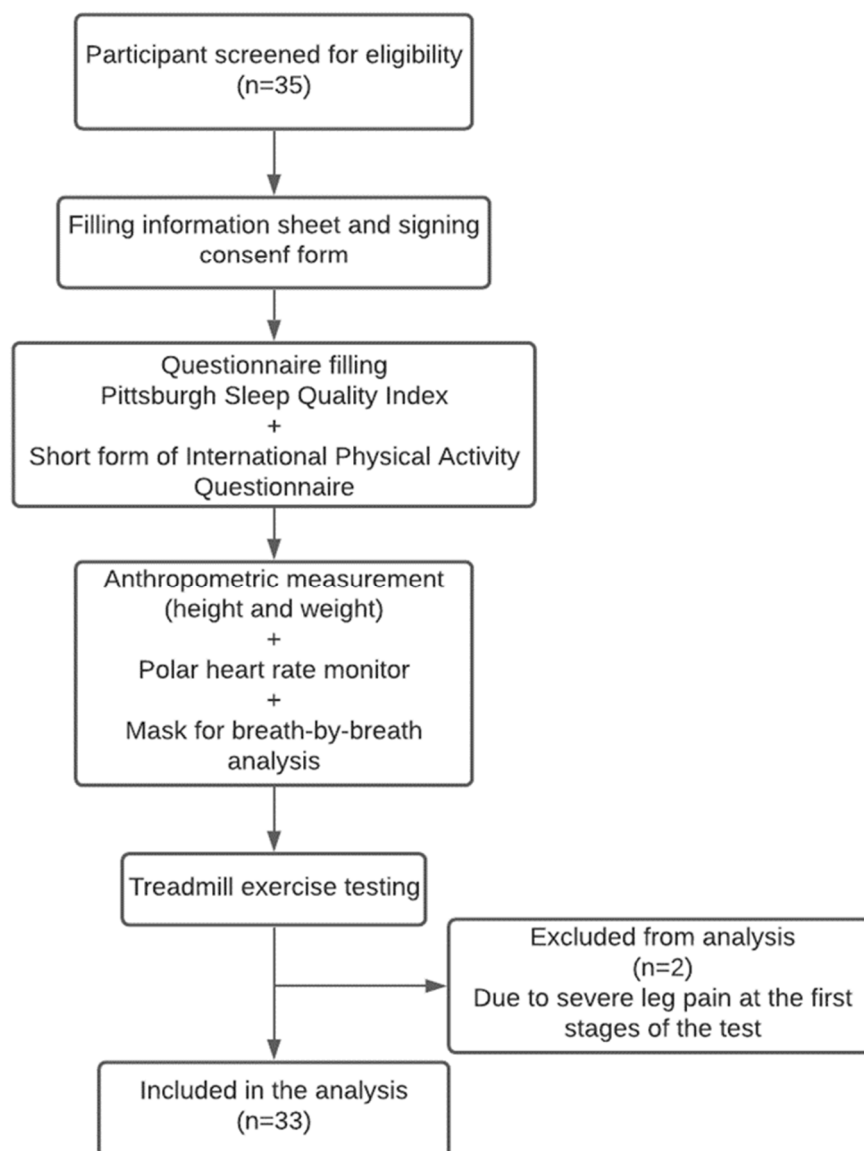 Participant screened for eligibility
(n=35)
Filling information sheet and signing
consenf form
Questionnaire filling
Pittsburgh Sleep Quality Index
+
Short form of International Physical Activity
Questionnaire
Anthropometric measurement
(height and weight)
+
Polar heart rate monitor
+
Mask for breath-by-breath
analysis
Treadmill exercise testing
Excluded from analysis
(n=2)
Due to severe leg pain at the first
stages of the test
Included in the analysis
(n=33)